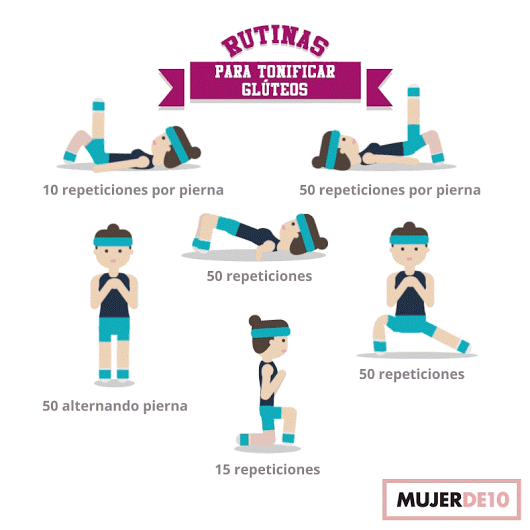 RUTINAS
PARA TONIFICAR
GLÚTEOS
10 repeticiones por pierna
50 repeticiones por pierna
50 repeticiones
50 alternando pierna
50 repeticiones
15 repeticiones
MUJERDE10